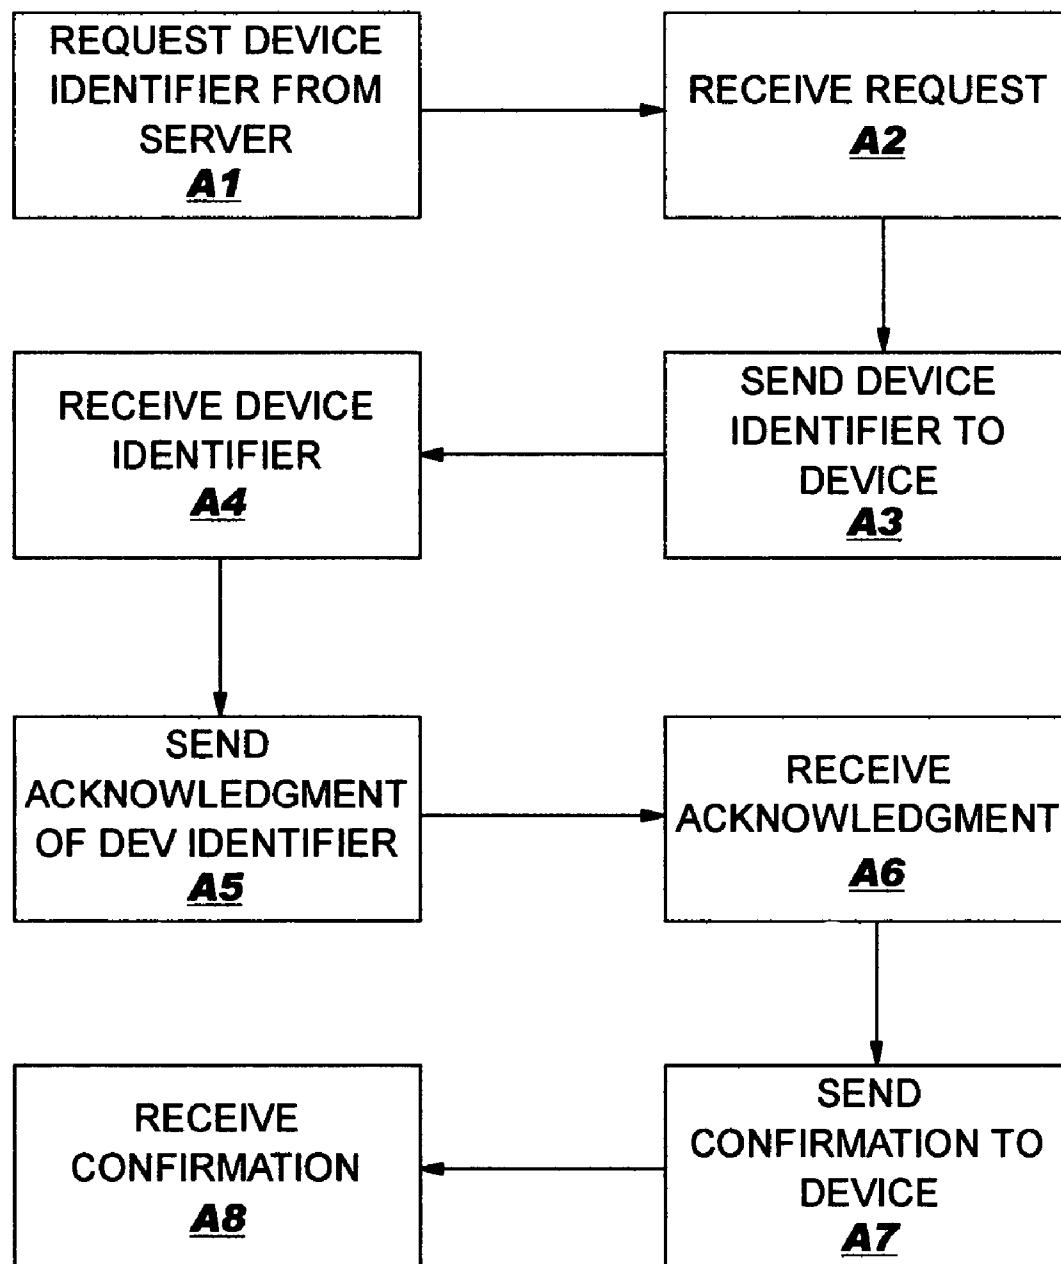 REQUEST DEVICE
IDENTIFIER FROM
SERVER
A1
RECEIVE REQUEST
A2
SEND DEVICE
IDENTIFIER TO
DEVICE
A3
RECEIVE DEVICE
IDENTIFIER
A4
SEND
ACKNOWLEDGMENT
OF DEV IDENTIFIER
A5
RECEIVE
ACKNOWLEDGMENT
A6
SEND
CONFIRMATION TO
DEVICE
A7
RECEIVE
CONFIRMATION
A8